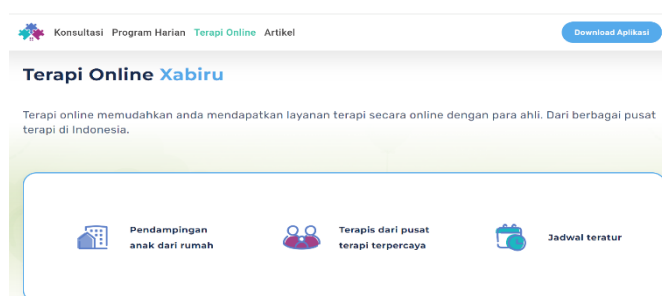 Konsultasi Program Harian Terapi Online Artikel Download Aplikasi
Terapi Online Xabiru
Terapi online memudahkan anda mendapatkan layanan terapi secara online dengan para ahli. Dari berbagai pusat
terapi di Indonesia.
Pendampingan
anak dari rumah
Terapis dari pusat
terapi terpercaya
Jadwal teratur